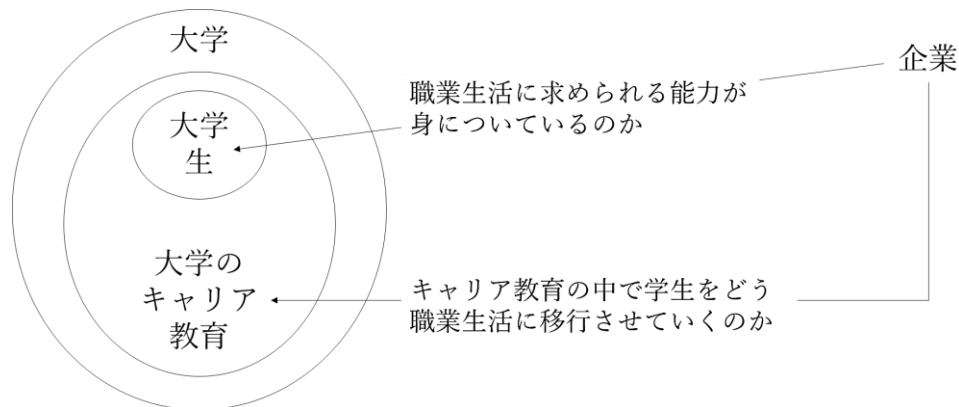 大学
企業
職業生活に求められる能力が
身についているのか
大学
生
大学の
キャリア
教育
キャリア教育の中で学生をどう
職業生活に移行させていくのか